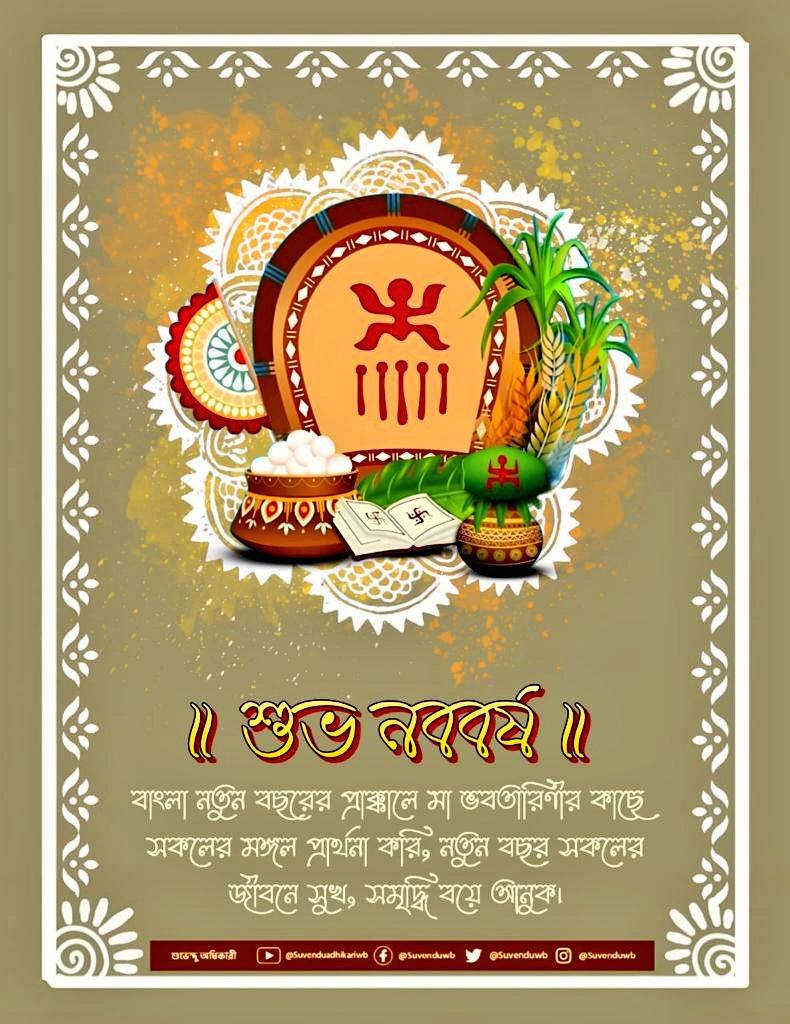 ॥ শুভ নববর্ষ ॥
বাংলা নতুন বছরের প্রাক্কালে মা ভবতারিণীর কাছে
সকলের মঙ্গল প্রার্থনা করি, নতুন বছর সকলের
জীবনে সুখ, সমৃদ্ধি বয়ে আনুক।
শুভেন্দু অধিকারী @Suvenduadhikariwb @Suvenduwb @Suvenduwb @Suvenduwb